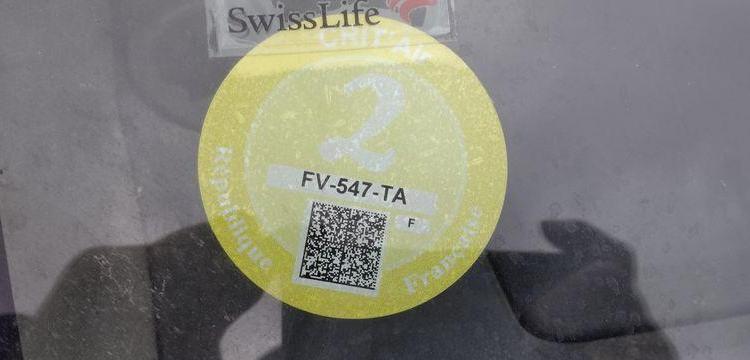 SwissLife
CRIT'Air
2
FV-547-TA
F
République
Française